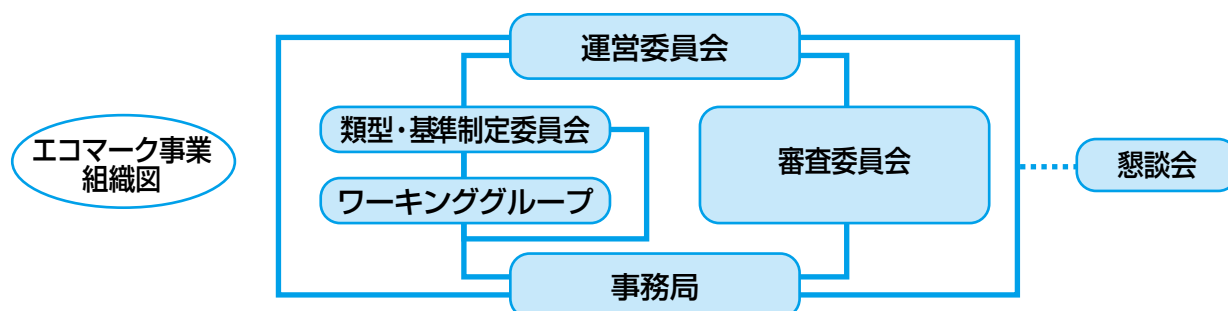 運営委員会
類型・基準制定委員会
エコマーク事業
組織図
審査委員会
懇談会
ワーキンググループ
事務局